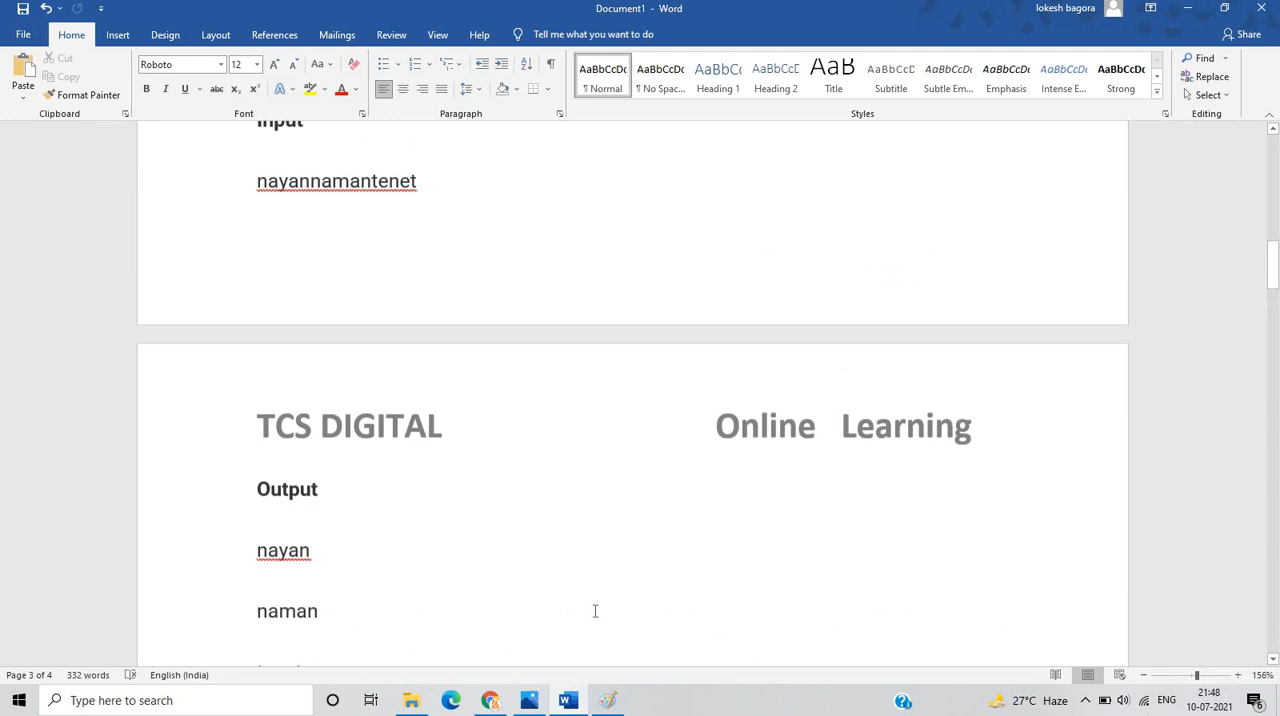 Document1 - Word
lokesh bagora
File Home Insert Design Layout References Mailings Review View Help Tell me what you want to do Share
Paste Cut Copy Format Painter
Roboto 12
AaBbCcDc AaBbCcDc AaBbCc AaBbCcD AaB AaBbCcD AaBbCcDc AaBbCcDc AaBbCcDc AaBbCcDc
¶ Normal ¶ No Spac... Heading 1 Heading 2 Title Subtitle Subtle Em... Emphasis Intense E... Strong
Find Replace Select
Clipboard Font Paragraph Styles Editing
Input
nayannamantenet
TCS DIGITAL Online Learning
Output
nayan
naman
Page 3 of 4 332 words English (India) 156%
Type here to search
27°C Haze ENG 21:48 10-07-2021 6